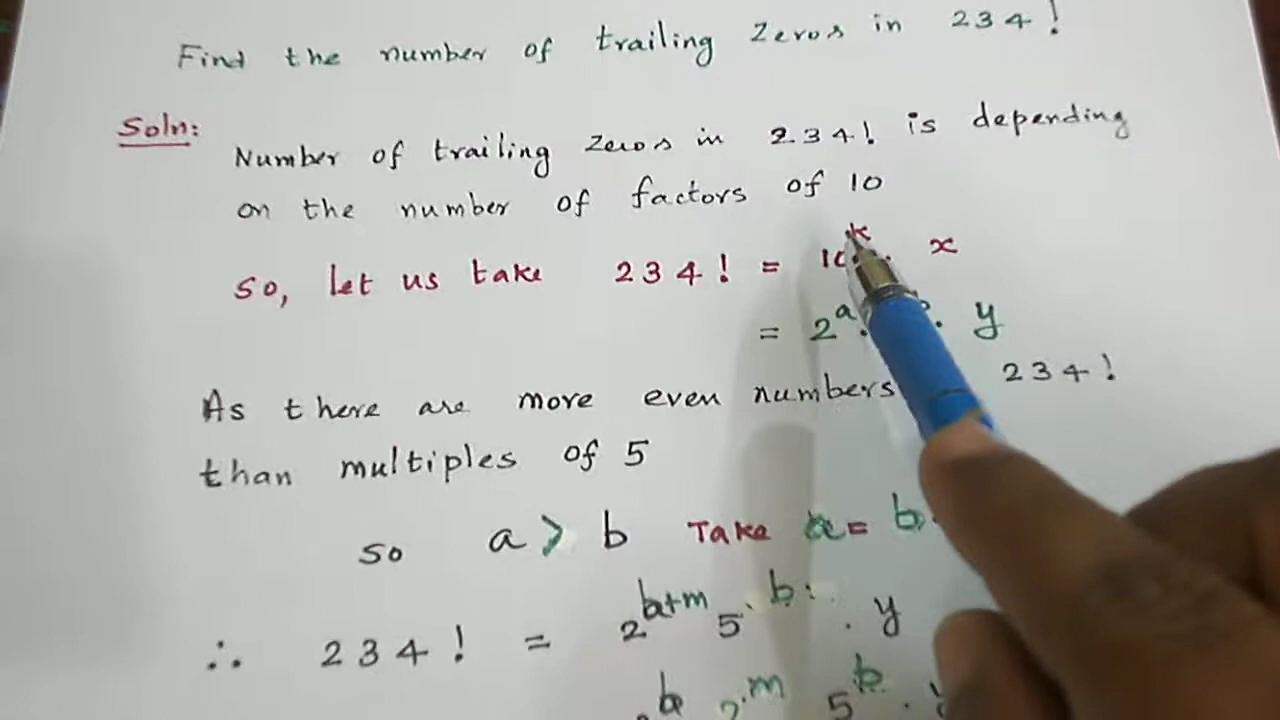 Find the number of trailing zeros in 234!
Soln:
Number of trailing zeros in 234! is depending
on the number of factors of 10
so, let us take 234! = 10^k. x
= 2^a. y
As there are more even numbers 234!
than multiples of 5
so a > b Take a = b
∴ 234! = 2^{b+m} 5^b . y
b 2^m 5^b . y